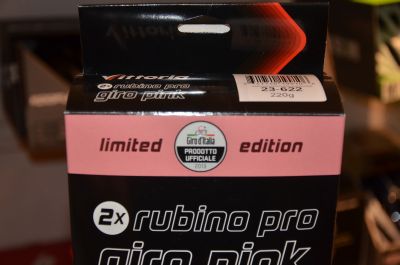 Vittoria
2x rubino pro
giro pink
23-622
220g
limited edition
Giro d'Italia
PRODOTTO
UFFICIALE
2x rubino pro
giro pink